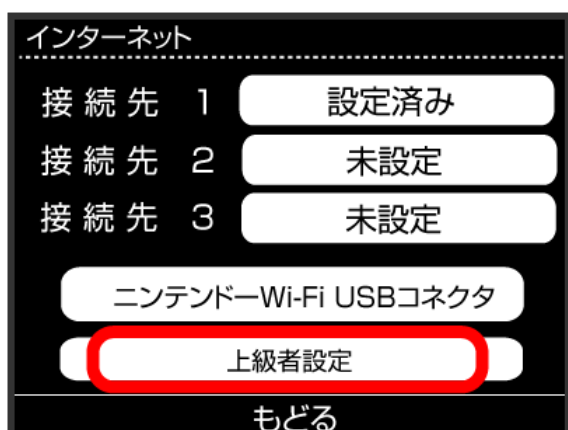 インターネット
接続先 1 設定済み
接続先 2 未設定
接続先 3 未設定
ニンテンドーWi-Fi USBコネクタ
上級者設定
もどる